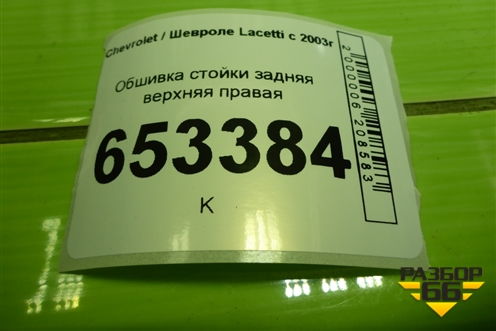 Chevrolet / Шевроле Lacetti с 2003г
Обшивка стойки задняя
верхняя правая
653384
К
2000006208583
РАЗБОР
66